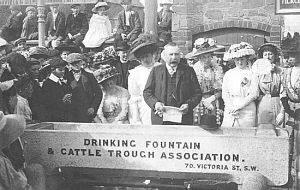 DRINKING FOUNTAIN
& CATTLE TROUGH ASSOCIATION.
70, VICTORIA ST, S.W.